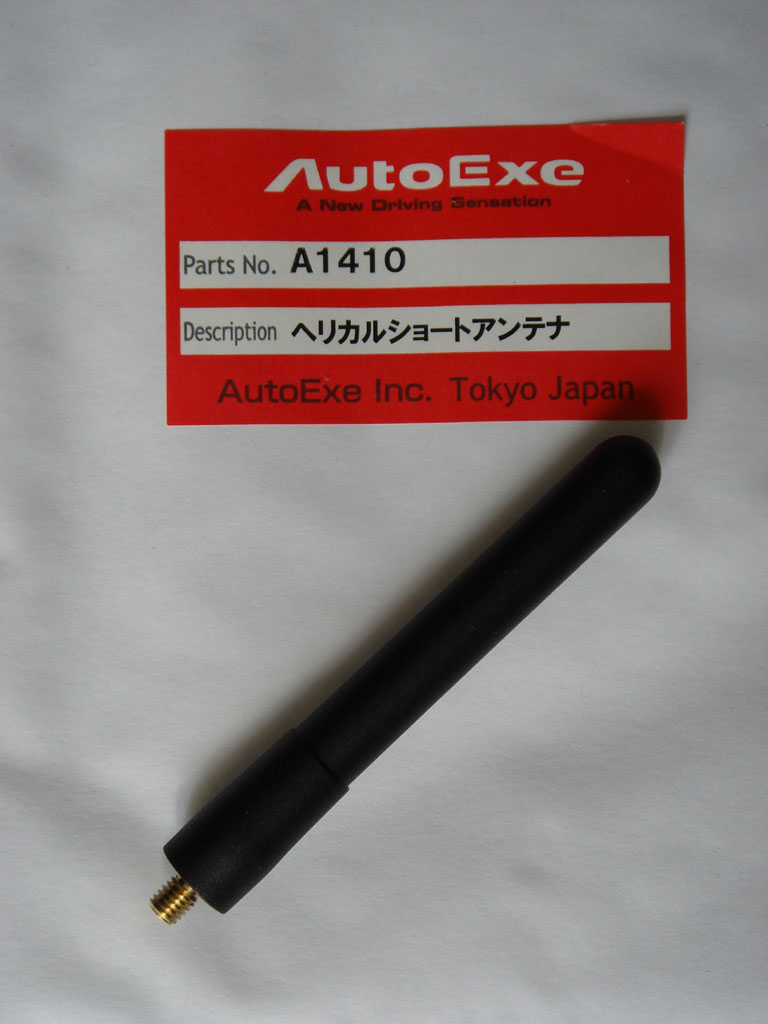 AutoExe
A New Driving Sensation
Parts No. A1410
Description ヘリカルショートアンテナ
AutoExe Inc. Tokyo Japan